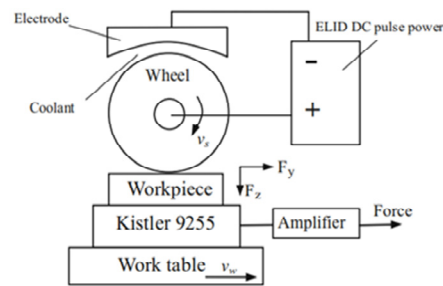 Electrode
ELID DC pulse power
−
Wheel
Coolant
+
vs
Fy
Workpiece
Fz
Kistler 9255
Amplifier
Force
Work table vw